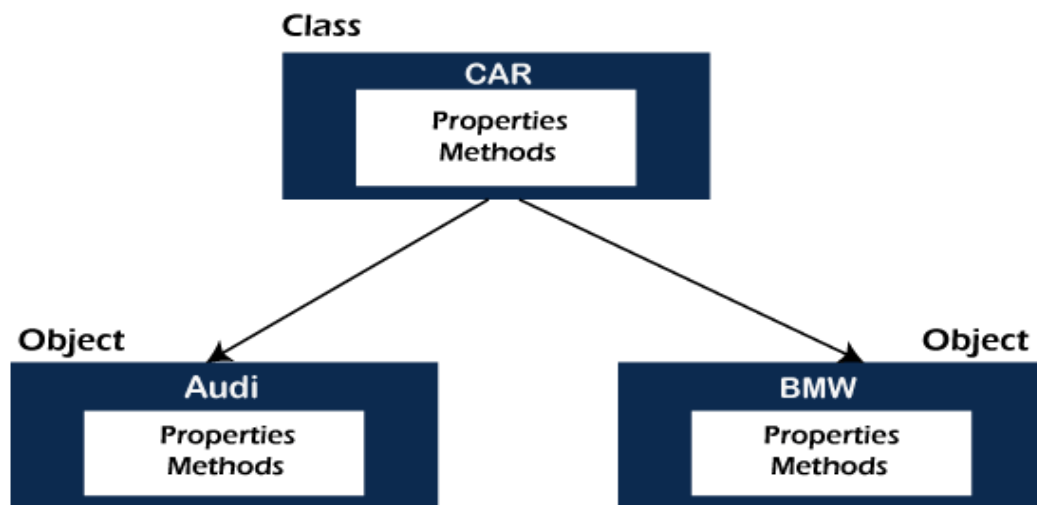 Class
CAR
Properties
Methods
Object
Object
Audi
BMW
Properties
Methods
Properties
Methods